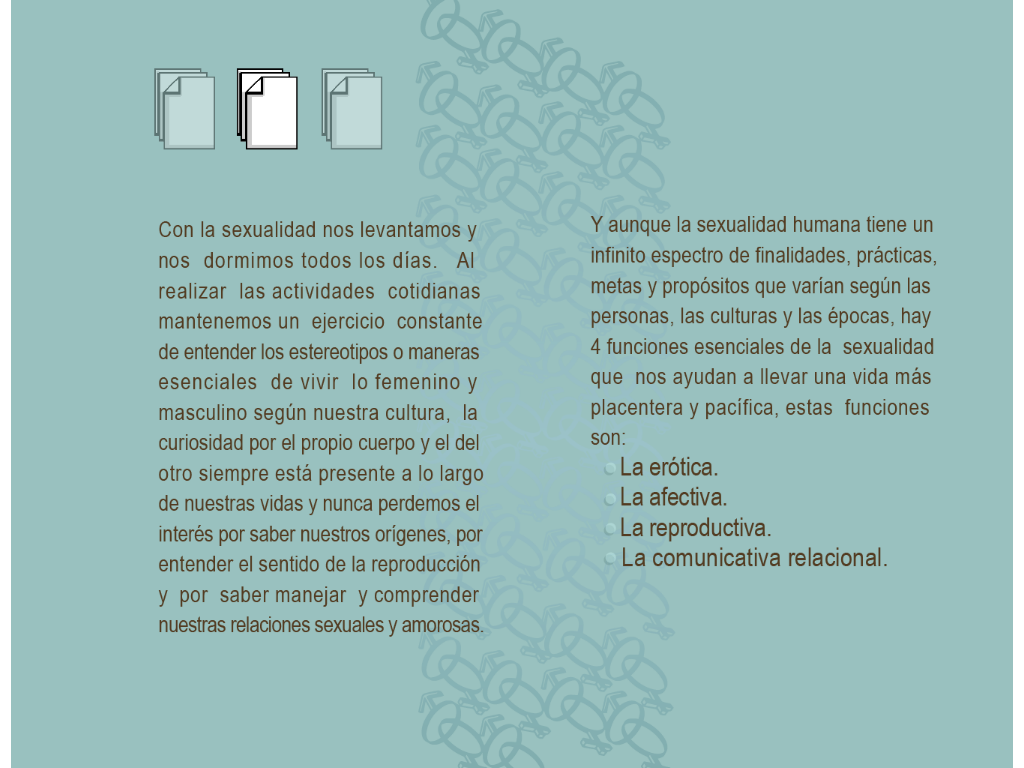 Con la sexualidad nos levantamos y
nos dormimos todos los días. Al
realizar las actividades cotidianas
mantenemos un ejercicio constante
de entender los estereotipos o maneras
esenciales de vivir lo femenino y
masculino según nuestra cultura, la
curiosidad por el propio cuerpo y el del
otro siempre está presente a lo largo
de nuestras vidas y nunca perdemos el
interés por saber nuestros orígenes, por
entender el sentido de la reproducción
y por saber manejar y comprender
nuestras relaciones sexuales y amorosas.
Y aunque la sexualidad humana tiene un
infinito espectro de finalidades, prácticas,
metas y propósitos que varían según las
personas, las culturas y las épocas, hay
4 funciones esenciales de la sexualidad
que nos ayudan a llevar una vida más
placentera y pacífica, estas funciones
son:
La erótica.
La afectiva.
La reproductiva.
La comunicativa relacional.